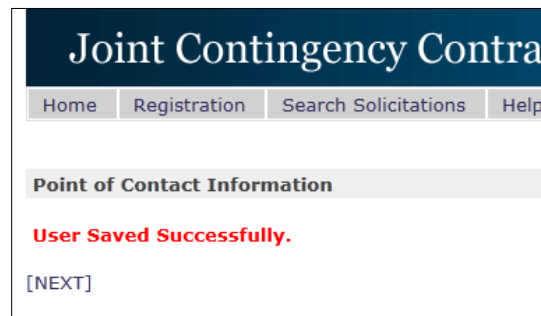 Joint Contingency Contra
Home Registration Search Solicitations Help
Point of Contact Information
User Saved Successfully.
[NEXT]